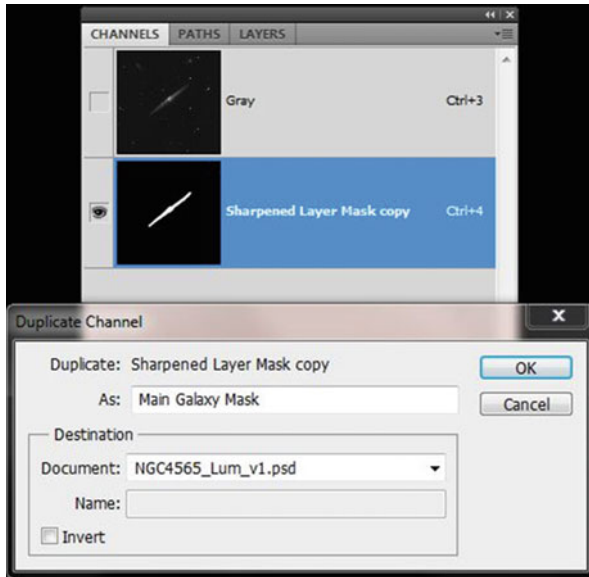 CHANNELS PATHS LAYERS
Gray Ctrl+3
Sharpened Layer Mask copy Ctrl+4
Duplicate Channel
Duplicate: Sharpened Layer Mask copy
OK
As: Main Galaxy Mask
Cancel
Destination
Document: NGC4565_Lum_v1.psd
Name:
Invert